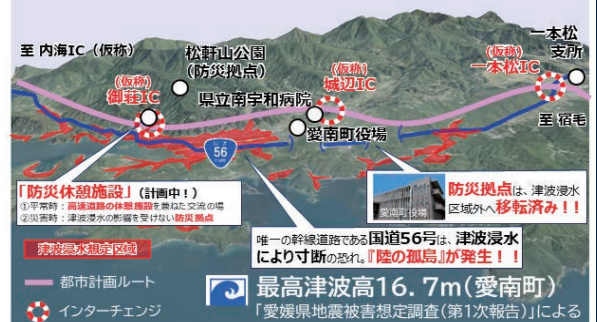 至 内海IC（仮称）
松軒山公園
（防災拠点）
（仮称）
御荘IC
県立南宇和病院
（仮称）
城辺IC
愛南町役場
（仮称）
一本松IC
一本松
支所
至 宿毛
56
「防災休憩施設」（計画中！）
①平常時：高速道路の休憩施設を兼ねた交流の場
②災害時：津波浸水の影響を受けない防災拠点
愛南町役場
防災拠点は、津波浸水
区域外へ移転済み！！
唯一の幹線道路である国道56号は、津波浸水
により寸断の恐れ。『陸の孤島』が発生！！
津波浸水想定区域
都市計画ルート
インターチェンジ
最高津波高16.7m（愛南町）
「愛媛県地震被害想定調査（第1次報告）」による